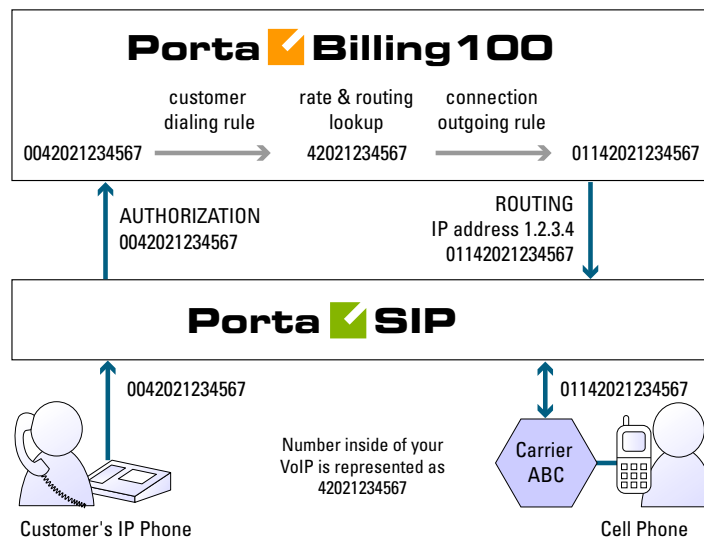 Porta Billing 100
customer
dialing rule
rate & routing
lookup
connection
outgoing rule
0042021234567
42021234567
01142021234567
AUTHORIZATION
0042021234567
ROUTING
IP address 1.2.3.4
01142021234567
Porta SIP
0042021234567
01142021234567
Number inside of your
VoIP is represented as
42021234567
Carrier
ABC
Customer's IP Phone
Cell Phone